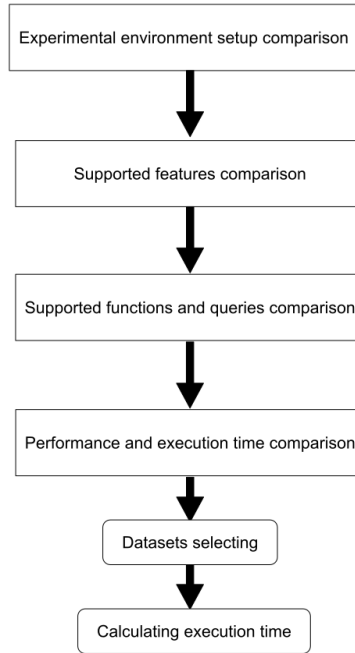 Experimental environment setup comparison
Supported features comparison
Supported functions and queries comparison
Performance and execution time comparison
Datasets selecting
Calculating execution time